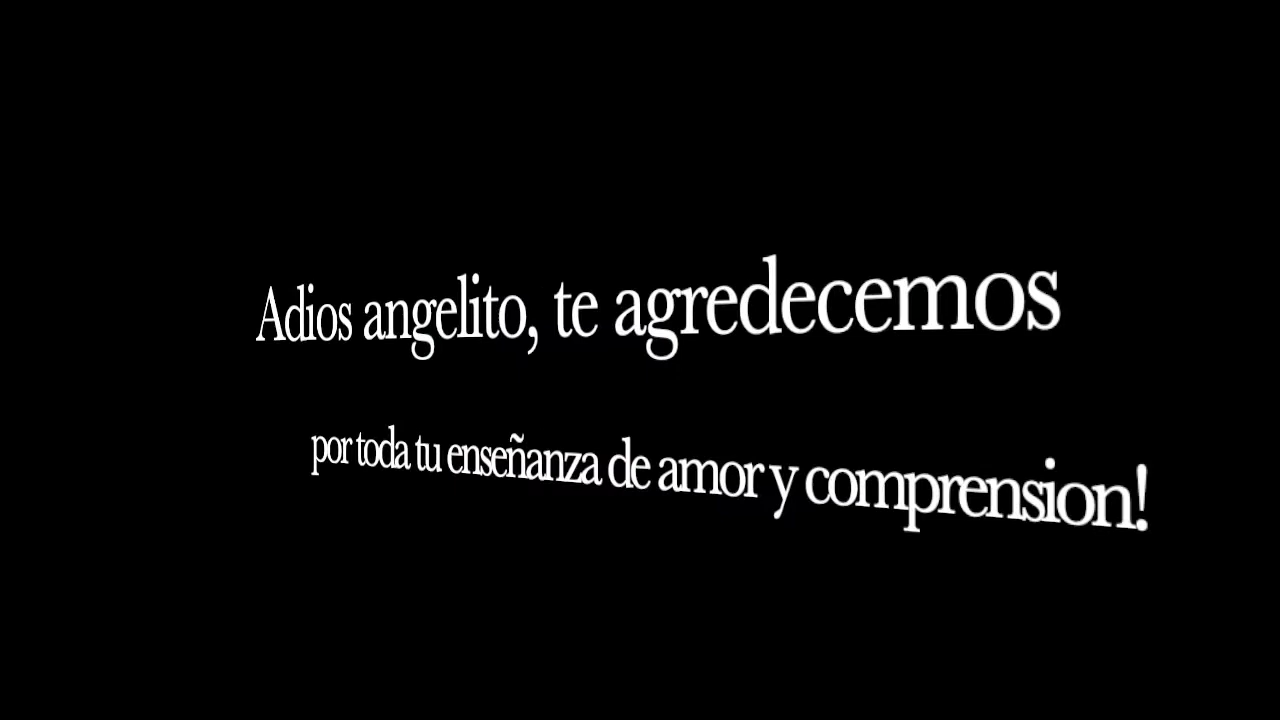 Adios angelito, te agredecemos
por toda tu enseñanza de amor y comprension!